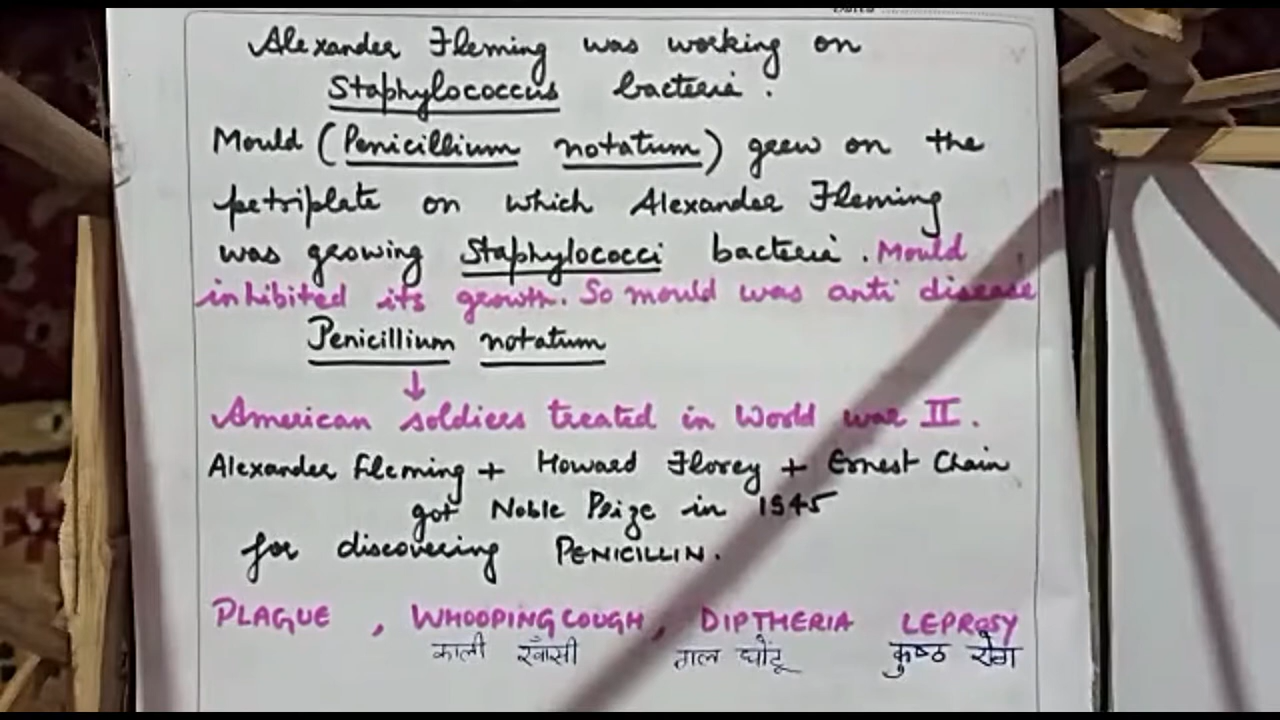 Alexander Fleming was working on
Staphylococcus bacteria.
Mould (Penicillium notatum) grew on the
petriplate on which Alexander Fleming
was growing Staphylococci bacteria. Mould
inhibited its growth. So mould was anti disease
Penicillium notatum
↓
American soldiers treated in World war II.
Alexander Fleming + Howard Florey + Ernest Chain
got Noble Prize in 1945
for discovering PENICILLIN.
PLAGUE, WHOOPING COUGH, DIPTHERIA LEPROSY
काली खाँसी गल घोंटू कुष्ठ रोग